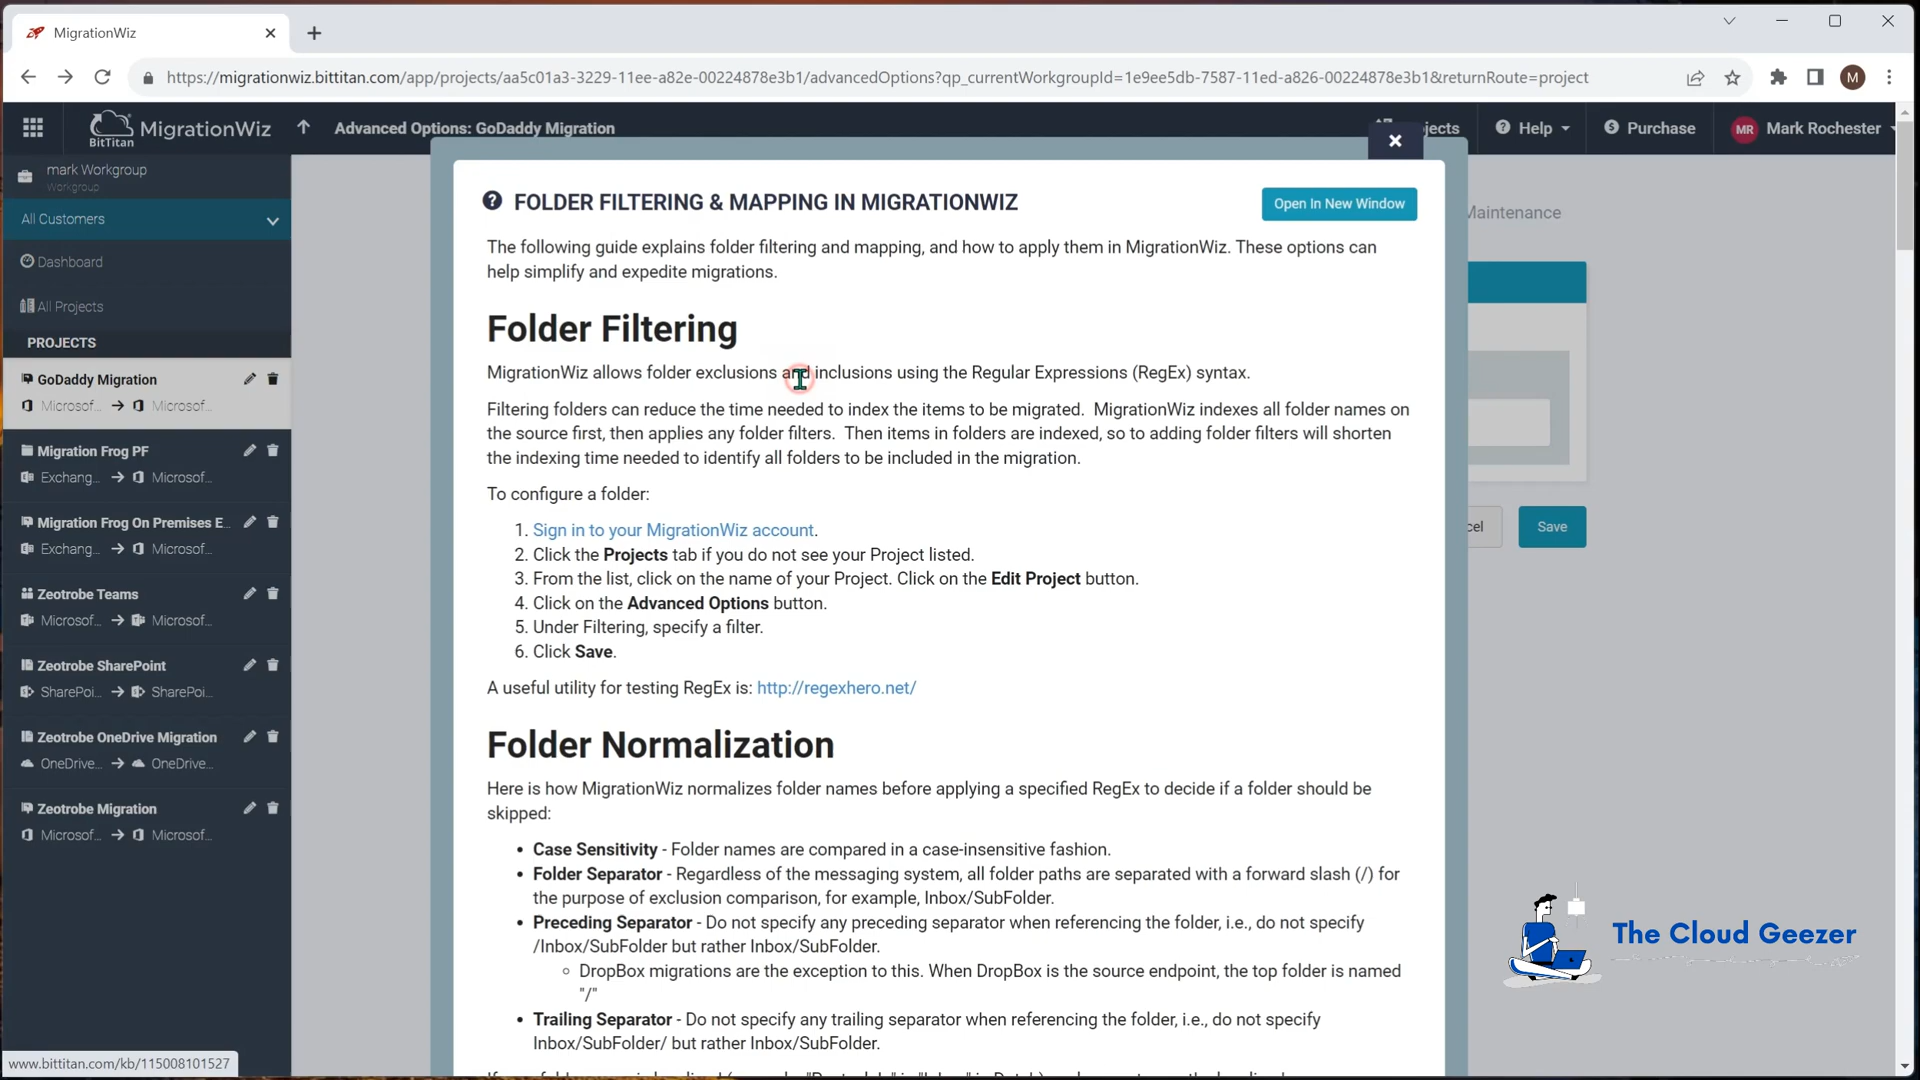 MigrationWiz
https://migrationwiz.bittitan.com/app/projects/aa5c01a3-3229-11ee-a82e-00224878e3b1/advancedOptions?qp_currentWorkgroupId=1e9ee5db-7587-11ed-a826-00224878e3b1&returnRoute=project
M
BitTitan MigrationWiz
Advanced Options: GoDaddy Migration
jects
Help
Purchase
MR
Mark Rochester
mark Workgroup
Workgroup
All Customers
Dashboard
All Projects
PROJECTS
GoDaddy Migration
Microsof... → Microsof...
Migration Frog PF
Exchang... → Microsof...
Migration Frog On Premises E...
Exchang... → Microsof...
Zeotrobe Teams
Microsof... → Microsof...
Zeotrobe SharePoint
SharePoi... → SharePoi...
Zeotrobe OneDrive Migration
OneDrive... → OneDrive...
Zeotrobe Migration
Microsof... → Microsof...
FOLDER FILTERING & MAPPING IN MIGRATIONWIZ
Open In New Window
The following guide explains folder filtering and mapping, and how to apply them in MigrationWiz. These options can
help simplify and expedite migrations.
Folder Filtering
MigrationWiz allows folder exclusions and inclusions using the Regular Expressions (RegEx) syntax.
Filtering folders can reduce the time needed to index the items to be migrated. MigrationWiz indexes all folder names on
the source first, then applies any folder filters. Then items in folders are indexed, so to adding folder filters will shorten
the indexing time needed to identify all folders to be included in the migration.
To configure a folder:
1. Sign in to your MigrationWiz account.
2. Click the Projects tab if you do not see your Project listed.
3. From the list, click on the name of your Project. Click on the Edit Project button.
4. Click on the Advanced Options button.
5. Under Filtering, specify a filter.
6. Click Save.
A useful utility for testing RegEx is: http://regexhero.net/
Folder Normalization
Here is how MigrationWiz normalizes folder names before applying a specified RegEx to decide if a folder should be
skipped:
• Case Sensitivity - Folder names are compared in a case-insensitive fashion.
• Folder Separator - Regardless of the messaging system, all folder paths are separated with a forward slash (/) for
the purpose of exclusion comparison, for example, Inbox/SubFolder.
• Preceding Separator - Do not specify any preceding separator when referencing the folder, i.e., do not specify
/Inbox/SubFolder but rather Inbox/SubFolder.
◦ DropBox migrations are the exception to this. When DropBox is the source endpoint, the top folder is named
"/"
• Trailing Separator - Do not specify any trailing separator when referencing the folder, i.e., do not specify
Inbox/SubFolder/ but rather Inbox/SubFolder.
Maintenance
cel
Save
The Cloud Geezer
www.bittitan.com/kb/115008101527